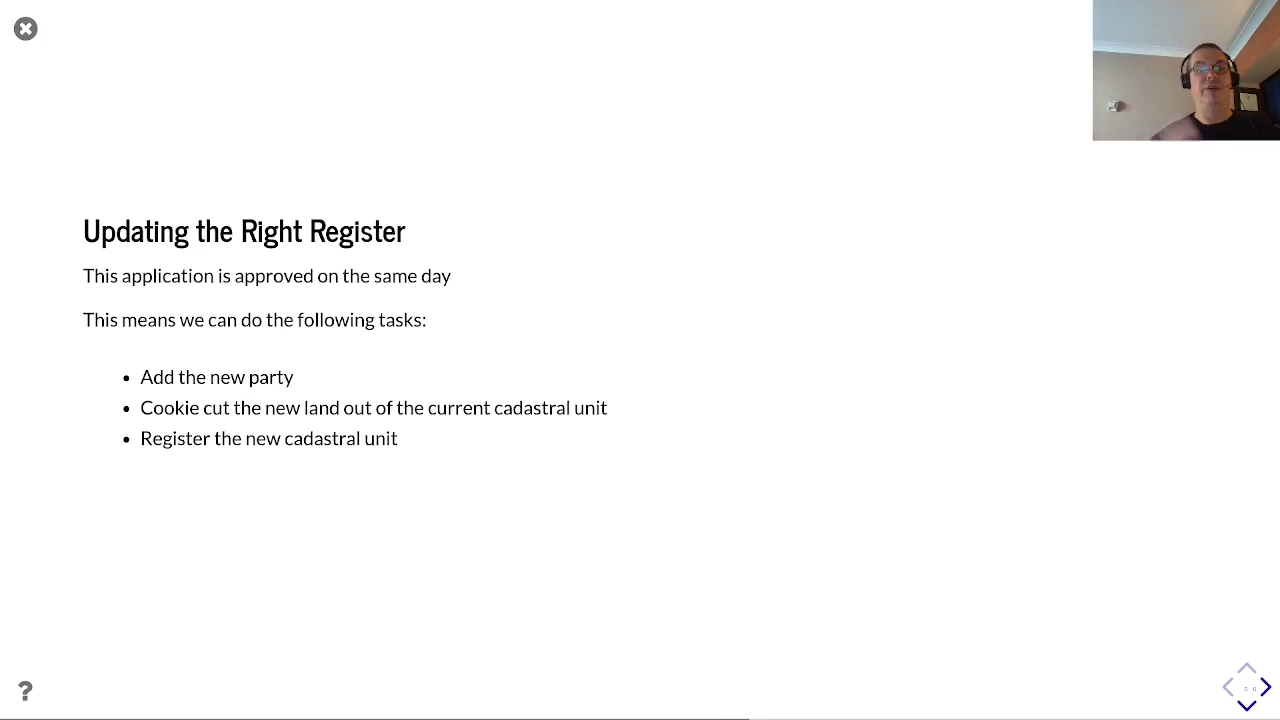 Updating the Right Register
This application is approved on the same day
This means we can do the following tasks:
Add the new party
Cookie cut the new land out of the current cadastral unit
Register the new cadastral unit
?